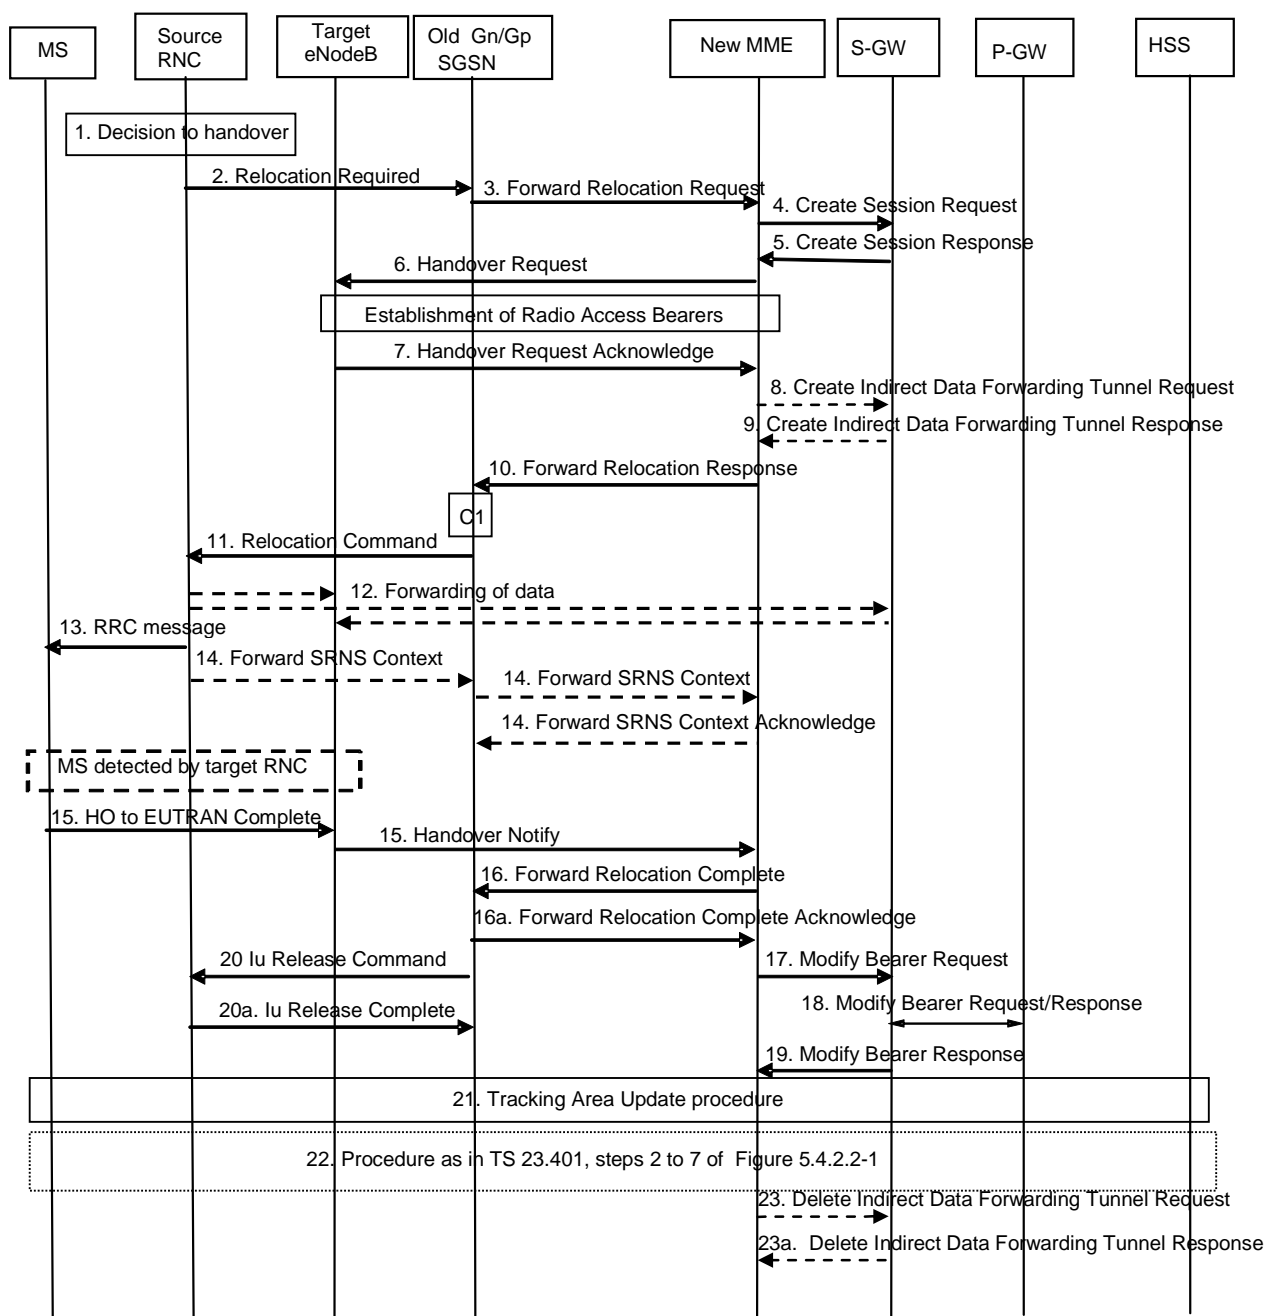 MS
Source
RNC
Target
eNodeB
Old Gn/Gp
SGSN
New MME
S-GW
P-GW
HSS
1. Decision to handover
2. Relocation Required
3. Forward Relocation Request
4. Create Session Request
5. Create Session Response
6. Handover Request
Establishment of Radio Access Bearers
7. Handover Request Acknowledge
8. Create Indirect Data Forwarding Tunnel Request
9. Create Indirect Data Forwarding Tunnel Response
10. Forward Relocation Response
C1
11. Relocation Command
12. Forwarding of data
13. RRC message
14. Forward SRNS Context
14. Forward SRNS Context
14. Forward SRNS Context Acknowledge
MS detected by target RNC
15. HO to EUTRAN Complete
15. Handover Notify
16. Forward Relocation Complete
16a. Forward Relocation Complete Acknowledge
20 Iu Release Command
17. Modify Bearer Request
20a. Iu Release Complete
18. Modify Bearer Request/Response
19. Modify Bearer Response
21. Tracking Area Update procedure
22. Procedure as in TS 23.401, steps 2 to 7 of Figure 5.4.2.2-1
23. Delete Indirect Data Forwarding Tunnel Request
23a. Delete Indirect Data Forwarding Tunnel Response